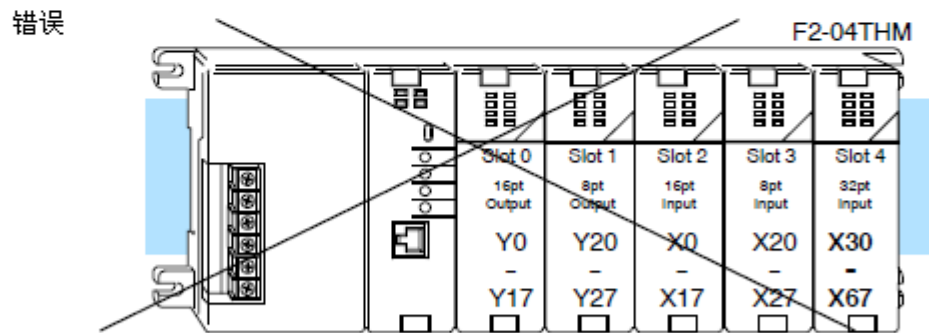 错误
F2-04THM
Slot 0 Slot 1 Slot 2 Slot 3 Slot 4
16pt 8pt 16pt 8pt 32pt
Output Output Input Input Input
Y0 Y20 X0 X20 X30
- - - - -
Y17 Y27 X17 X27 X67